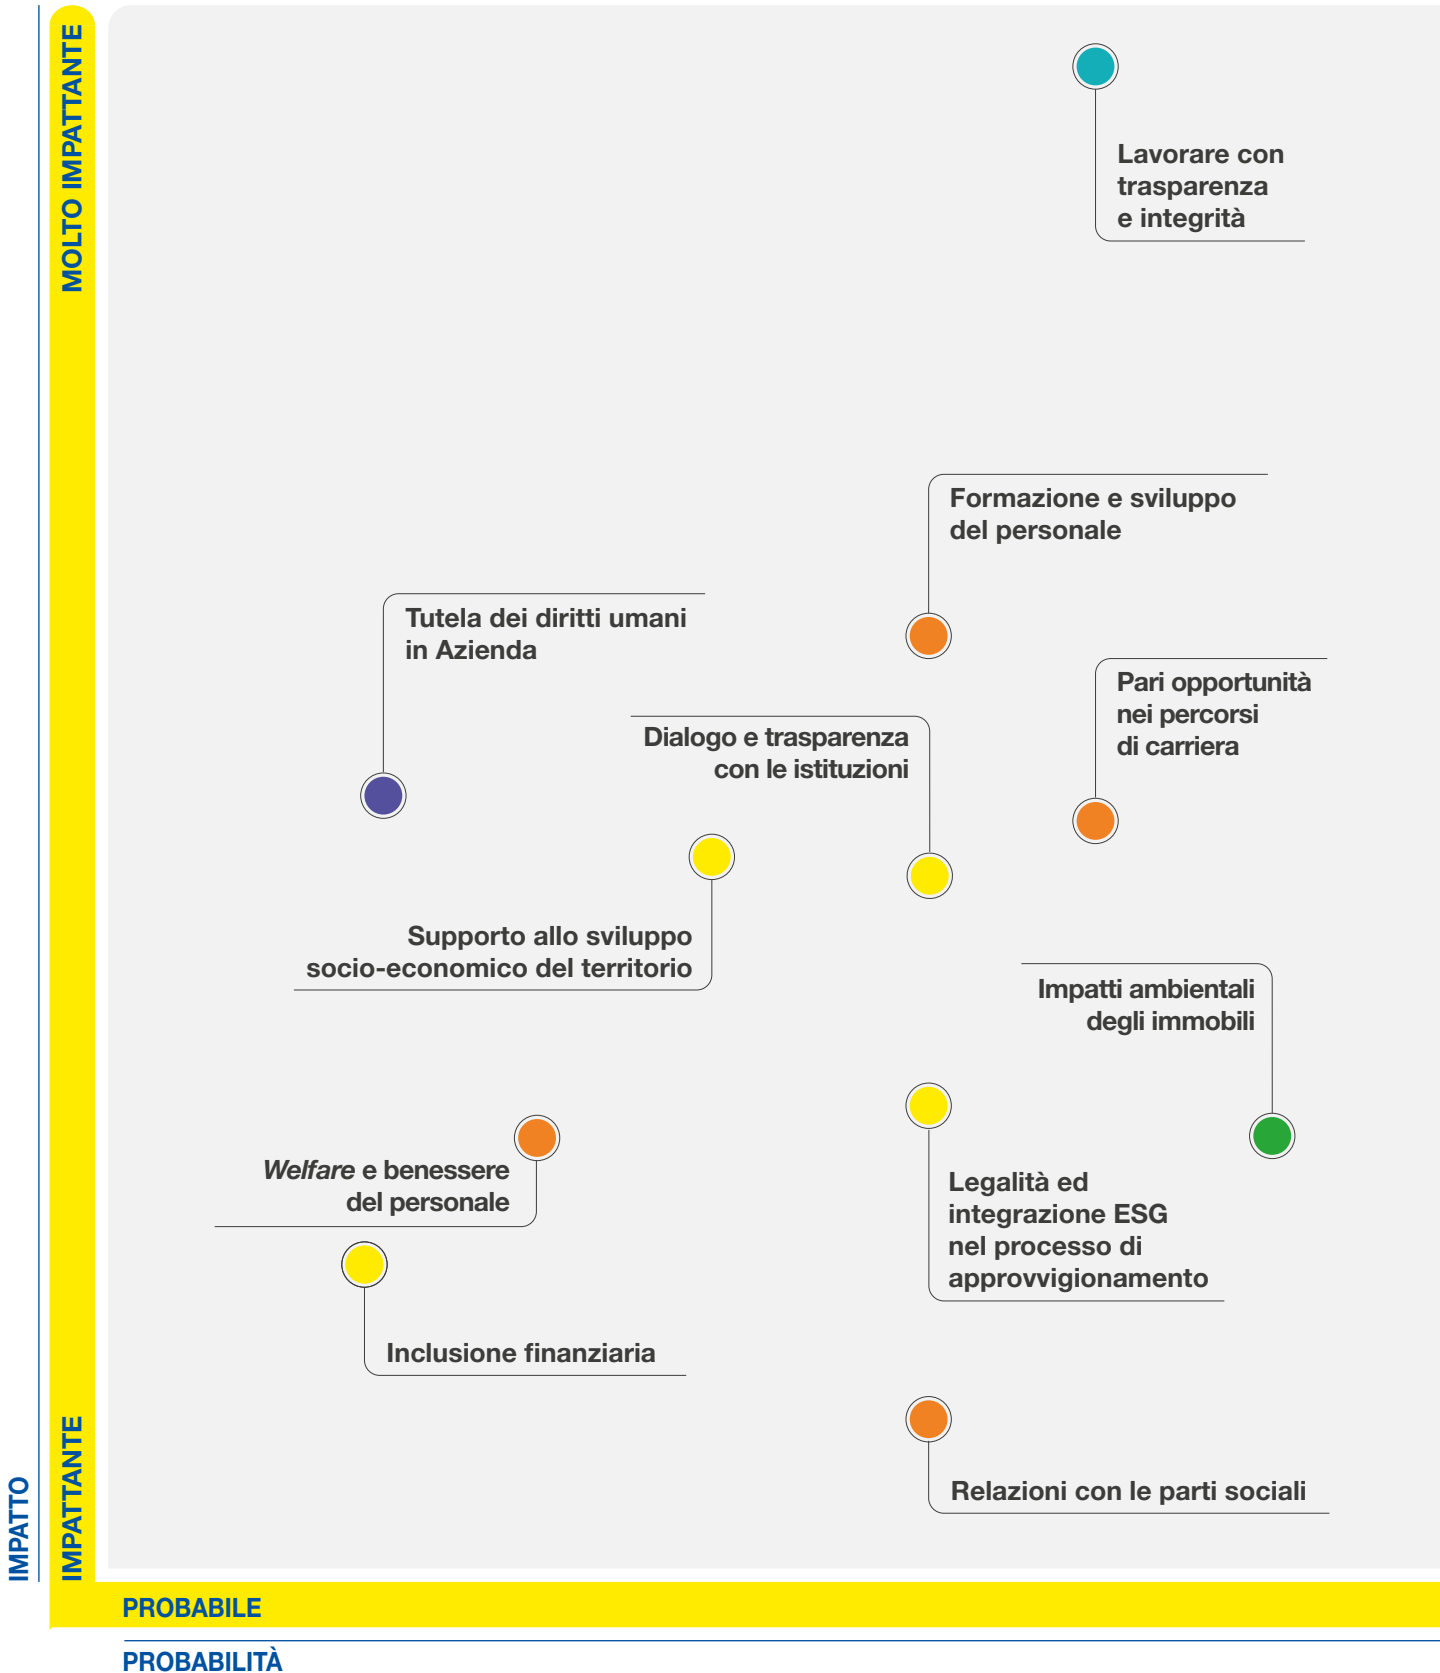 MOLTO IMPATTANTE
Lavorare con
trasparenza
e integrità
Formazione e sviluppo
del personale
Tutela dei diritti umani
in Azienda
Pari opportunità
nei percorsi
di carriera
Dialogo e trasparenza
con le istituzioni
Supporto allo sviluppo
socio-economico del territorio
Impatti ambientali
degli immobili
Welfare e benessere
del personale
Legalità ed
integrazione ESG
nel processo di
approvvigionamento
Inclusione finanziaria
Relazioni con le parti sociali
IMPATTANTE
IMPATTO
PROBABILE
PROBABILITÀ